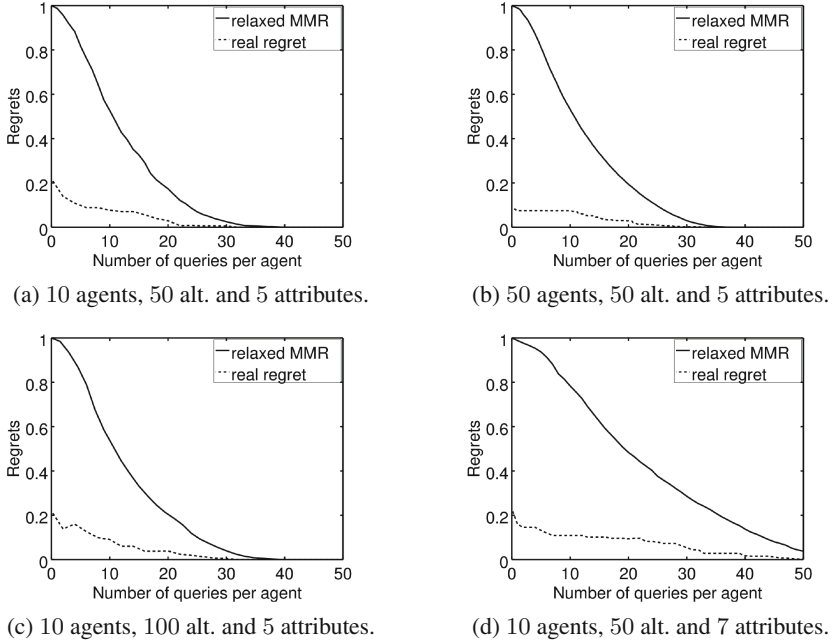 1
0.8
0.6
0.4
0.2
0
Regrets
relaxed MMR
real regret
0 10 20 30 40 50
Number of queries per agent
(a) 10 agents, 50 alt. and 5 attributes.
1
0.8
0.6
0.4
0.2
0
Regrets
relaxed MMR
real regret
0 10 20 30 40 50
Number of queries per agent
(b) 50 agents, 50 alt. and 5 attributes.
1
0.8
0.6
0.4
0.2
0
Regrets
relaxed MMR
real regret
0 10 20 30 40 50
Number of queries per agent
(c) 10 agents, 100 alt. and 5 attributes.
1
0.8
0.6
0.4
0.2
0
Regrets
relaxed MMR
real regret
0 10 20 30 40 50
Number of queries per agent
(d) 10 agents, 50 alt. and 7 attributes.